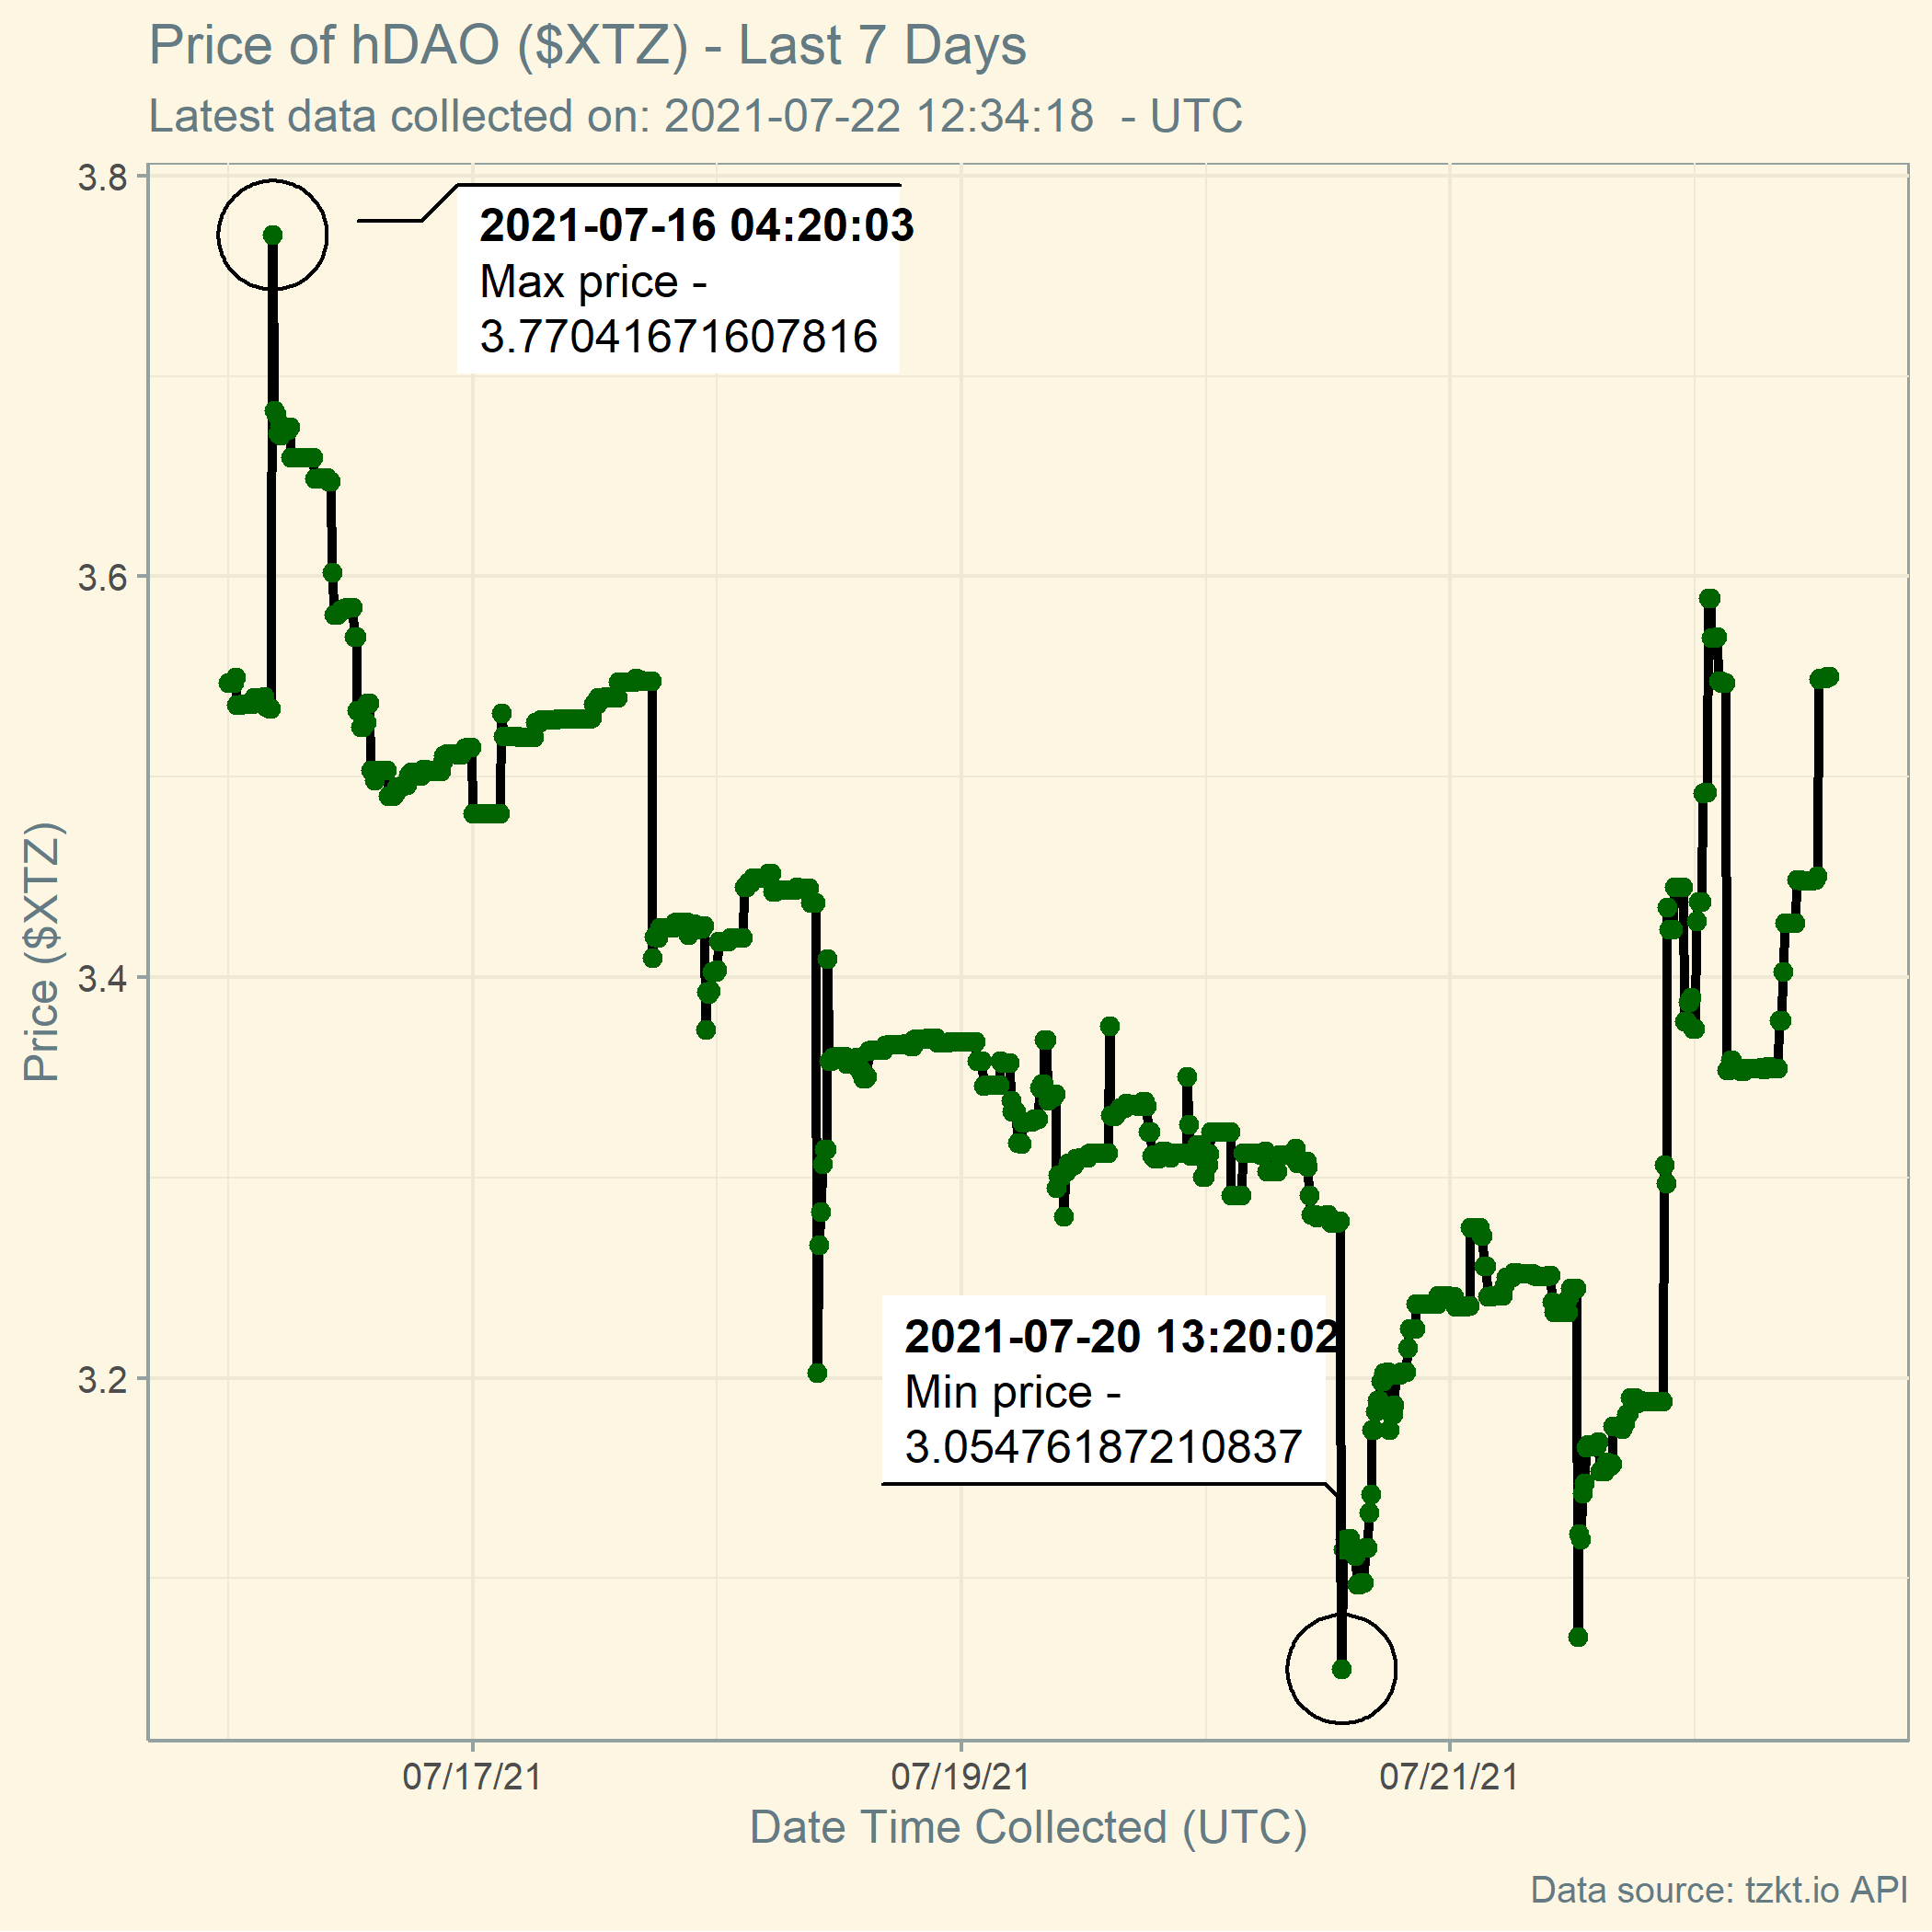 Price of hDAO ($XTZ) - Last 7 Days
Latest data collected on: 2021-07-22 12:34:18  - UTC
3.8
3.6
3.4
3.2
Price ($XTZ)
2021-07-16 04:20:03
Max price -
3.77041671607816
2021-07-20 13:20:02
Min price -
3.05476187210837
07/17/21
07/19/21
07/21/21
Date Time Collected (UTC)
Data source: tzkt.io API